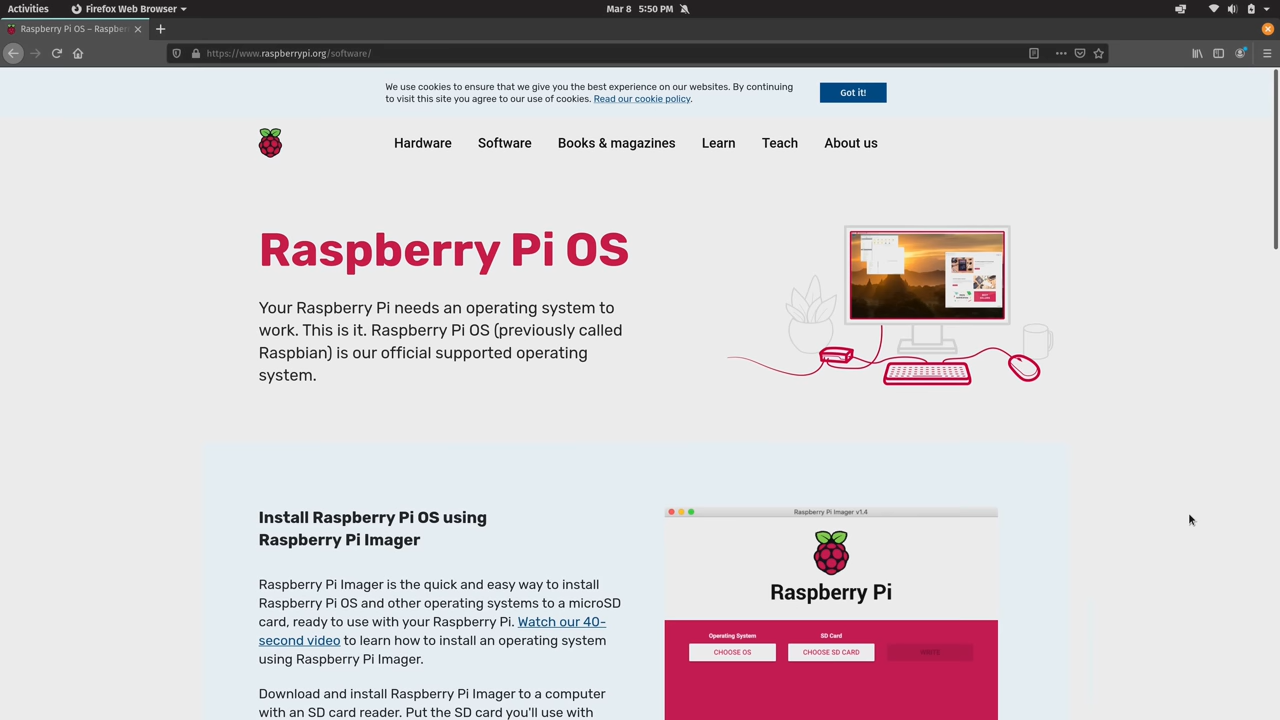 Activities
Firefox Web Browser
Mar 8 5:50 PM
Raspberry Pi OS – Raspber
https://www.raspberrypi.org/software/
We use cookies to ensure that we give you the best experience on our websites. By continuing
to visit this site you agree to our use of cookies. Read our cookie policy.
Got it!
Hardware
Software
Books & magazines
Learn
Teach
About us
Raspberry Pi OS
Your Raspberry Pi needs an operating system to
work. This is it. Raspberry Pi OS (previously called
Raspbian) is our official supported operating
system.
Install Raspberry Pi OS using
Raspberry Pi Imager
Raspberry Pi Imager is the quick and easy way to install
Raspberry Pi OS and other operating systems to a microSD
card, ready to use with your Raspberry Pi. Watch our 40-
second video to learn how to install an operating system
using Raspberry Pi Imager.
Download and install Raspberry Pi Imager to a computer
with an SD card reader. Put the SD card you'll use with
Raspberry Pi Imager v1.4
Raspberry Pi
Operating System
SD Card
CHOOSE OS
CHOOSE SD CARD
WRITE